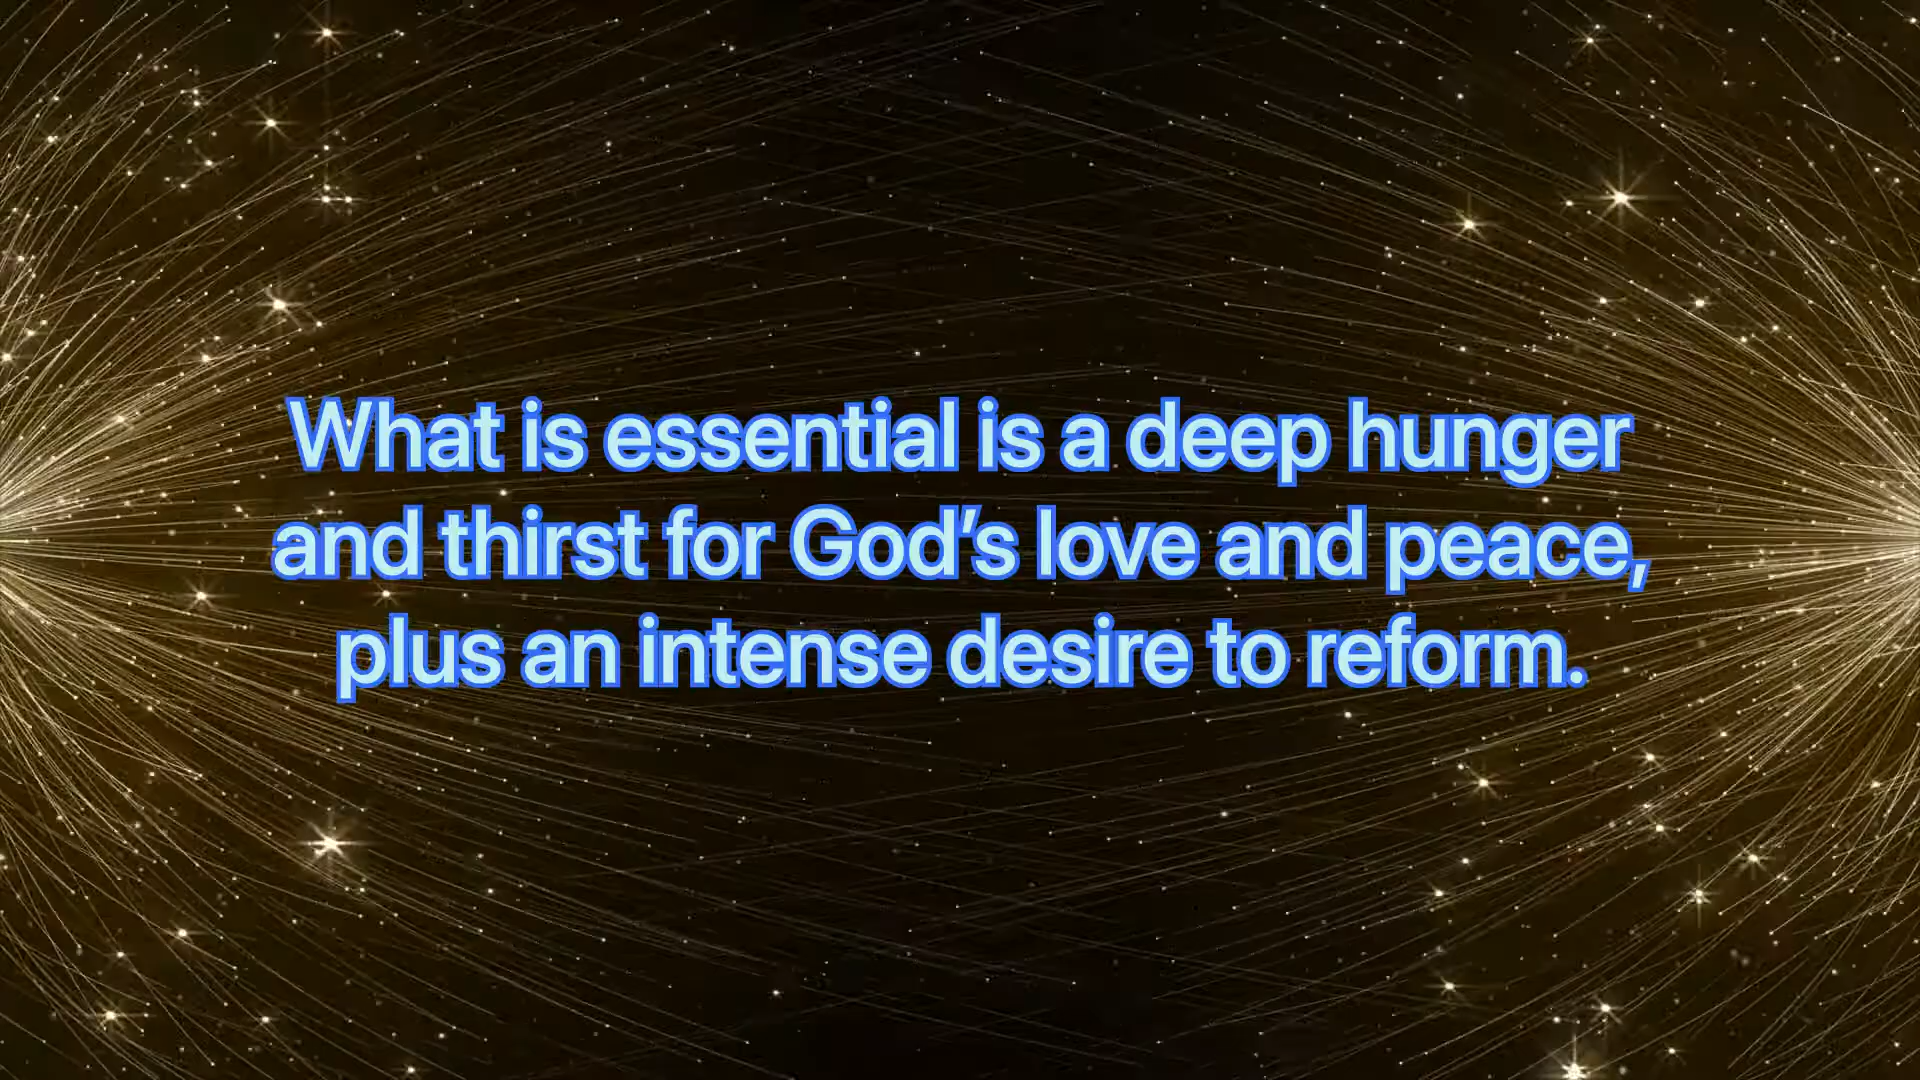 What is essential is a deep hunger
and thirst for God’s love and peace,
plus an intense desire to reform.